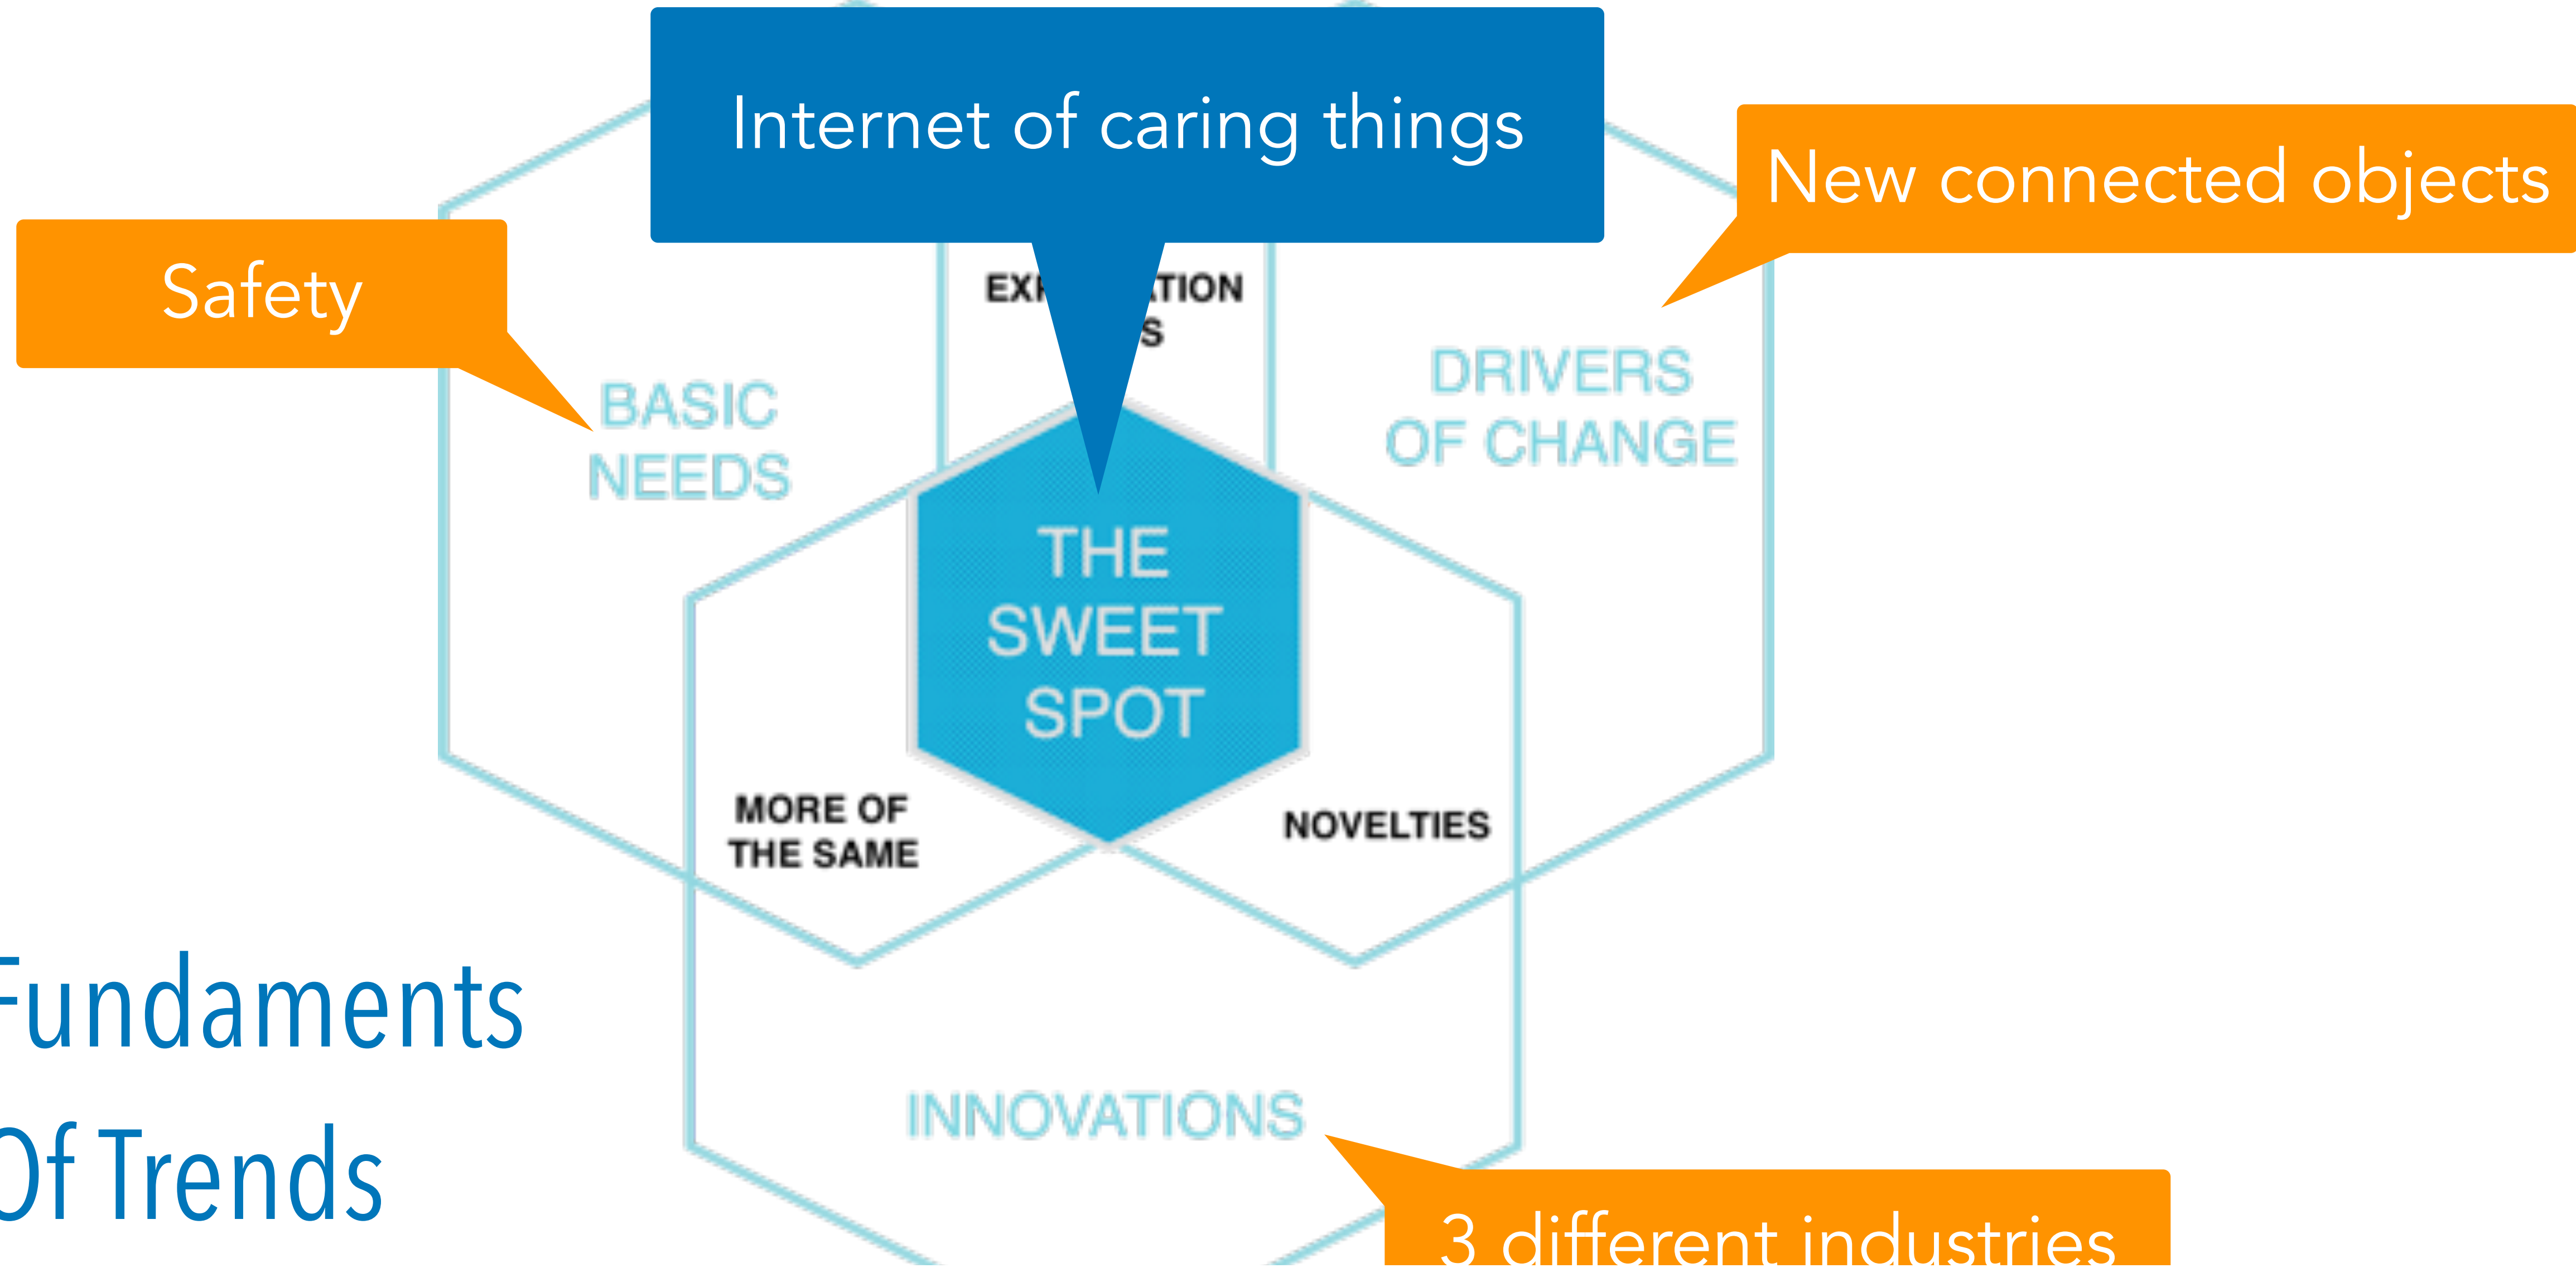 Internet of caring things
New connected objects
Safety
DRIVERS
OF CHANGE
BASIC
NEEDS
THE
SWEET
SPOT
MORE OF
THE SAME
NOVELTIES
Fundaments
Of Trends
INNOVATIONS
3 different industries